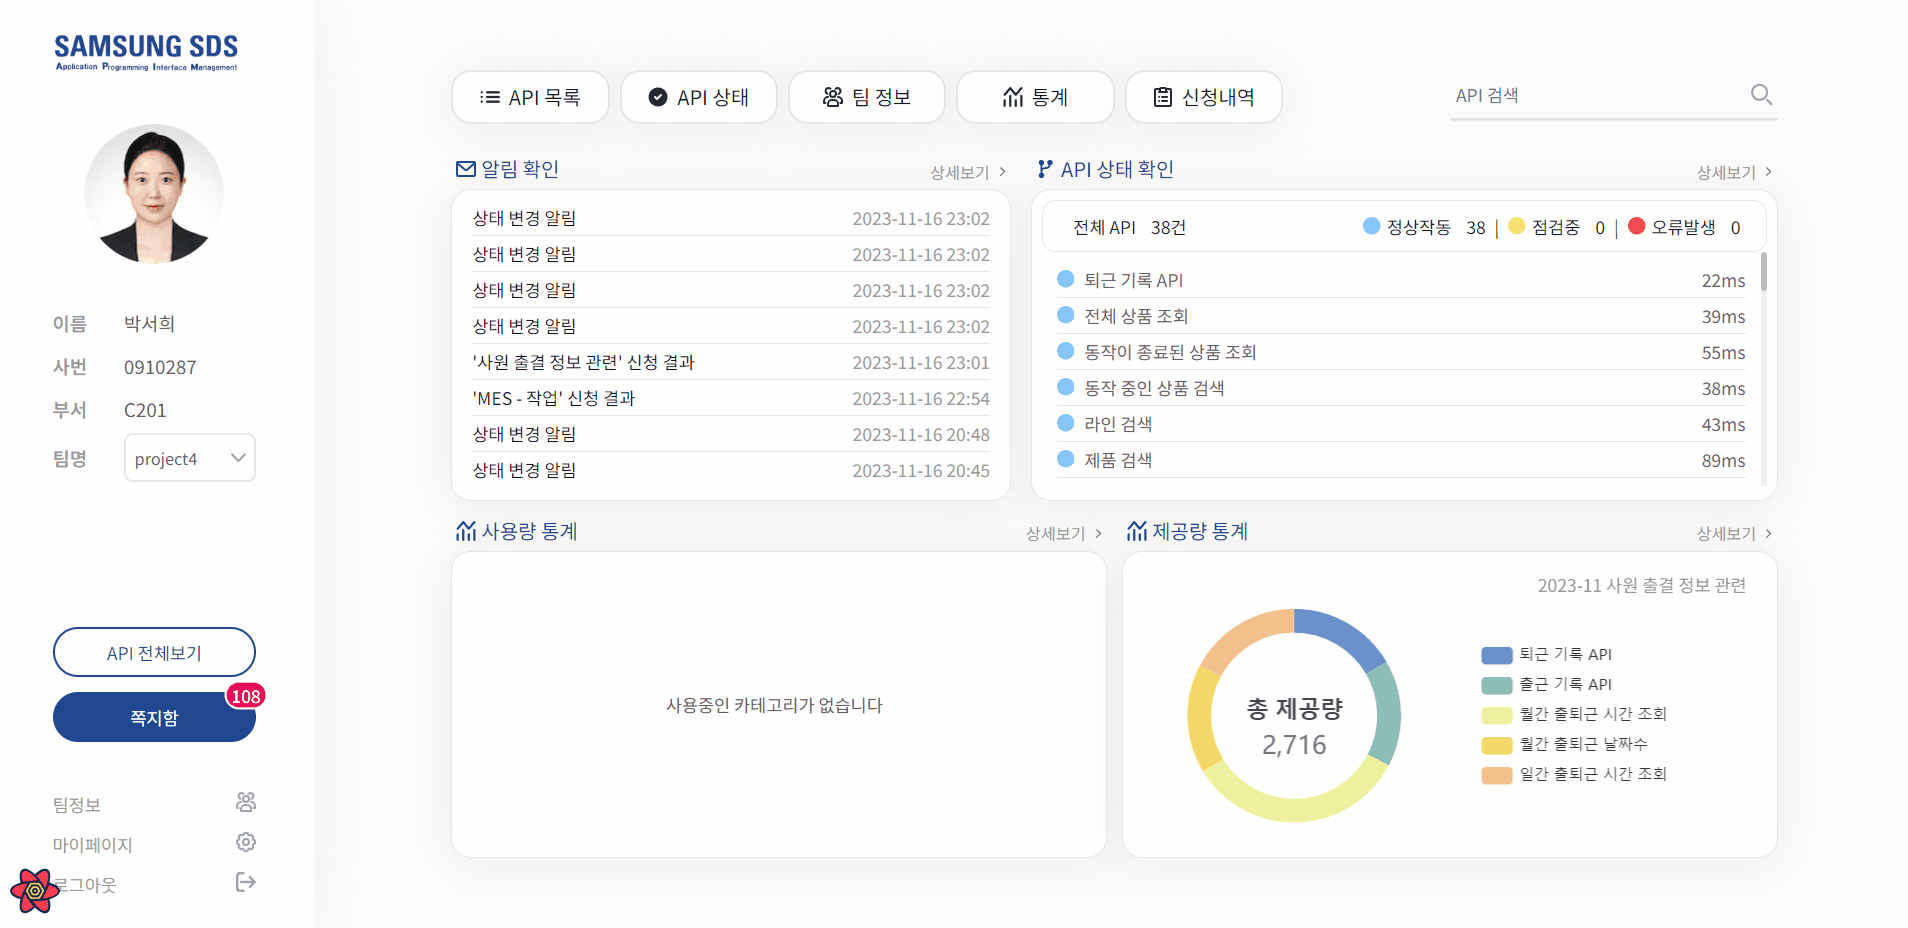 SAMSUNG SDS
Application Programming Interface Management
이름 박서희
사번 0910287
부서 C201
팀명 project4
API 전체보기
쪽지함 108
팀정보
마이페이지
로그아웃
API 목록 API 상태 팀 정보 통계 신청내역 API 검색
알림 확인 상세보기 >
상태 변경 알림 2023-11-16 23:02
상태 변경 알림 2023-11-16 23:02
상태 변경 알림 2023-11-16 23:02
상태 변경 알림 2023-11-16 23:02
'사원 출결 정보 관련' 신청 결과 2023-11-16 23:01
'MES - 작업' 신청 결과 2023-11-16 22:54
상태 변경 알림 2023-11-16 20:48
상태 변경 알림 2023-11-16 20:45
API 상태 확인 상세보기 >
전체 API 38건 정상작동 38 | 점검중 0 | 오류발생 0
퇴근 기록 API 22ms
전체 상품 조회 39ms
동작이 종료된 상품 조회 55ms
동작 중인 상품 검색 38ms
라인 검색 43ms
제품 검색 89ms
사용량 통계 상세보기 >
사용중인 카테고리가 없습니다
제공량 통계 상세보기 >
2023-11 사원 출결 정보 관련
총 제공량
2,716
퇴근 기록 API
출근 기록 API
월간 출퇴근 시간 조회
월간 출퇴근 날짜수
일간 출퇴근 시간 조회